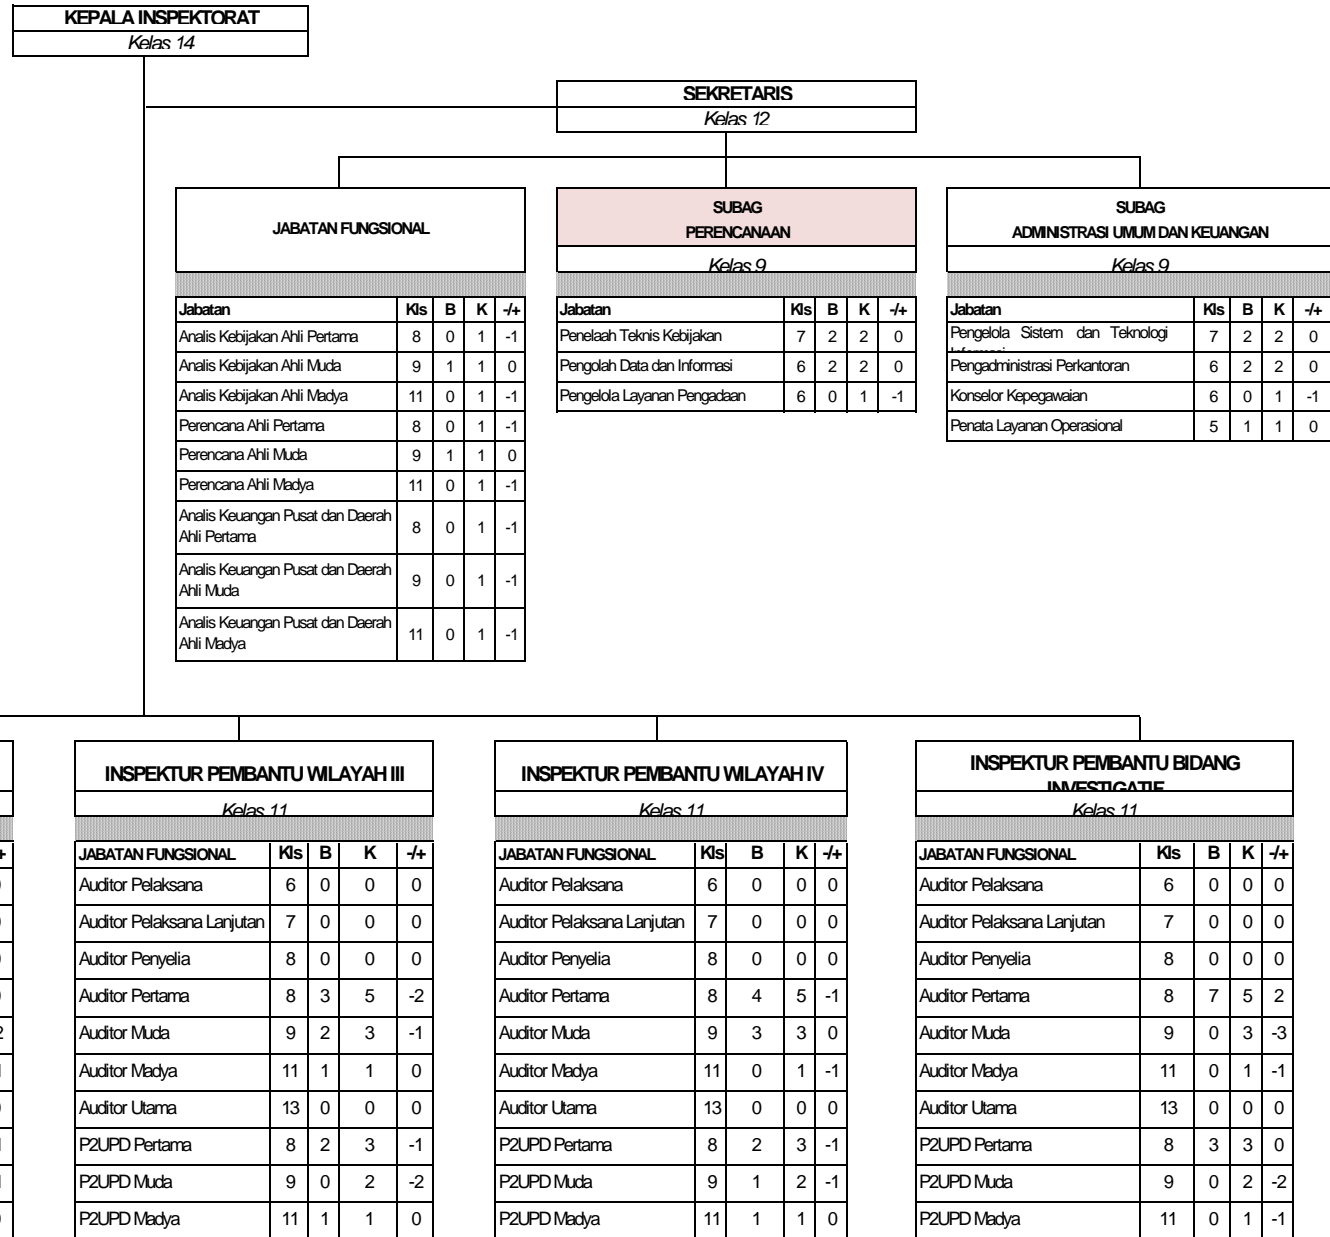 KEPALA INSPEKTORAT
Kelas 14
SEKRETARIS
Kelas 12
JABATAN FUNGSIONAL
Jabatan Kls B K -/+
Analis Kebijakan Ahli Pertama 8 0 1 -1
Analis Kebijakan Ahli Muda 9 1 1 0
Analis Kebijakan Ahli Madya 11 0 1 -1
Perencana Ahli Pertama 8 0 1 -1
Perencana Ahli Muda 9 1 1 0
Perencana Ahli Madya 11 0 1 -1
Analis Keuangan Pusat dan Daerah
Ahli Pertama 8 0 1 -1
Analis Keuangan Pusat dan Daerah
Ahli Muda 9 0 1 -1
Analis Keuangan Pusat dan Daerah
Ahli Madya 11 0 1 -1
SUBAG
PERENCANAAN
Kelas 9
Jabatan Kls B K -/+
Penelaah Teknis Kebijakan 7 2 2 0
Pengolah Data dan Informasi 6 2 2 0
Pengelola Layanan Pengadaan 6 0 1 -1
SUBAG
ADMINISTRASI UMUM DAN KEUANGAN
Kelas 9
Jabatan Kls B K -/+
Pengelola Sistem dan Teknologi 7 2 2 0
Pengadministrasi Perkantoran 6 2 2 0
Konselor Kepegawaian 6 0 1 -1
Penata Layanan Operasional 5 1 1 0
INSPEKTUR PEMBANTU WILAYAH III
Kelas 11
JABATAN FUNGSIONAL Kls B K -/+
Auditor Pelaksana 6 0 0 0
Auditor Pelaksana Lanjutan 7 0 0 0
Auditor Penyelia 8 0 0 0
Auditor Pertama 8 3 5 -2
Auditor Muda 9 2 3 -1
Auditor Madya 11 1 1 0
Auditor Utama 13 0 0 0
P2UPD Pertama 8 2 3 -1
P2UPD Muda 9 0 2 -2
P2UPD Madya 11 1 1 0
INSPEKTUR PEMBANTU WILAYAH IV
Kelas 11
JABATAN FUNGSIONAL Kls B K -/+
Auditor Pelaksana 6 0 0 0
Auditor Pelaksana Lanjutan 7 0 0 0
Auditor Penyelia 8 0 0 0
Auditor Pertama 8 4 5 -1
Auditor Muda 9 3 3 0
Auditor Madya 11 0 1 -1
Auditor Utama 13 0 0 0
P2UPD Pertama 8 2 3 -1
P2UPD Muda 9 1 2 -1
P2UPD Madya 11 1 1 0
INSPEKTUR PEMBANTU BIDANG
INVESTIGATIF
Kelas 11
JABATAN FUNGSIONAL Kls B K -/+
Auditor Pelaksana 6 0 0 0
Auditor Pelaksana Lanjutan 7 0 0 0
Auditor Penyelia 8 0 0 0
Auditor Pertama 8 7 5 2
Auditor Muda 9 0 3 -3
Auditor Madya 11 0 1 -1
Auditor Utama 13 0 0 0
P2UPD Pertama 8 3 3 0
P2UPD Muda 9 0 2 -2
P2UPD Madya 11 0 1 -1